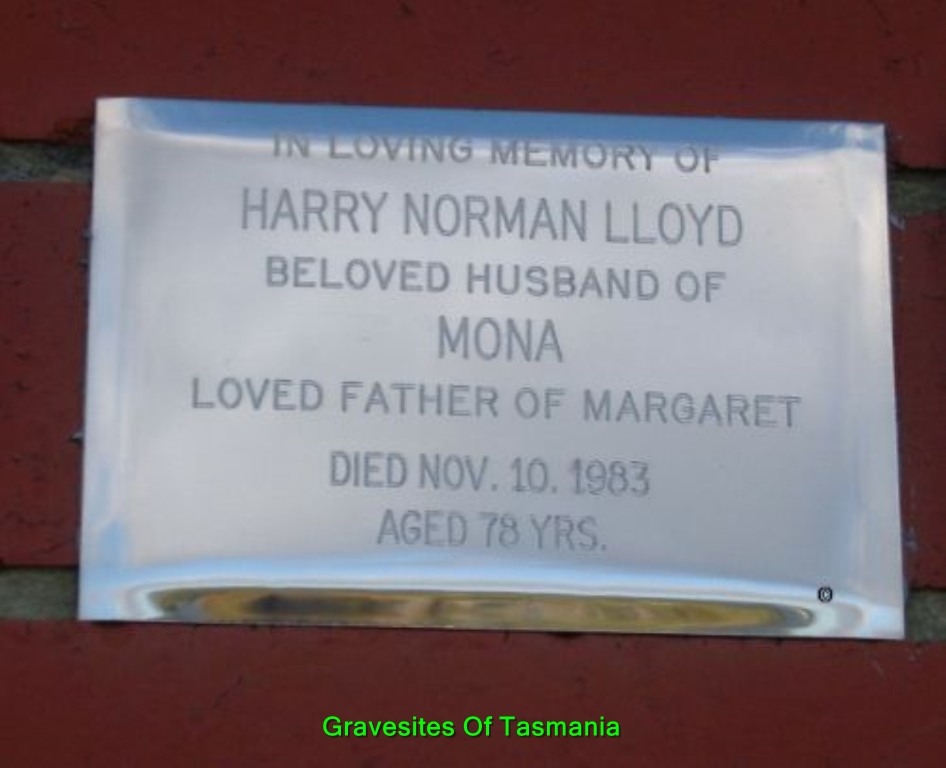 IN LOVING MEMORY OF
HARRY NORMAN LLOYD
BELOVED HUSBAND OF
MONA
LOVED FATHER OF MARGARET
DIED NOV. 10. 1983
AGED 78 YRS.
©
Gravesites Of Tasmania